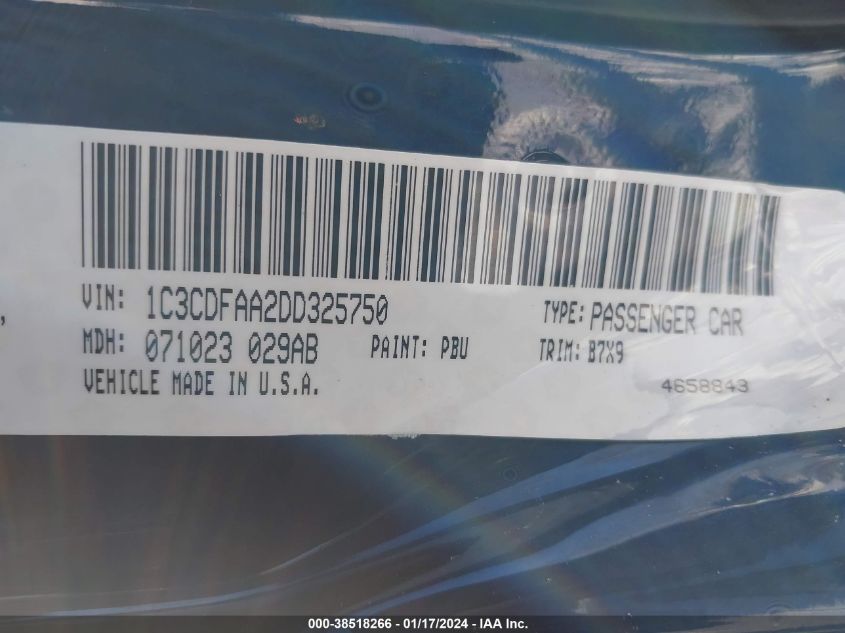 ,
VIN: 1C3CDFAA2DD325750 TYPE: PASSENGER CAR
MDH: 071023 029AB PAINT: PBU TRIM: B7X9
VEHICLE MADE IN U.S.A. 4658843
000-38518266 - 01/17/2024 - IAA Inc.